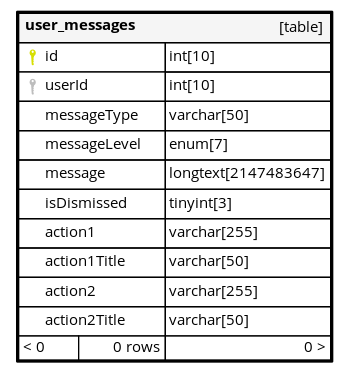 user_messages [table]
id int[10]
userId int[10]
messageType varchar[50]
messageLevel enum[7]
message longtext[2147483647]
isDismissed tinyint[3]
action1 varchar[255]
action1Title varchar[50]
action2 varchar[255]
action2Title varchar[50]
< 0 0 rows 0 >